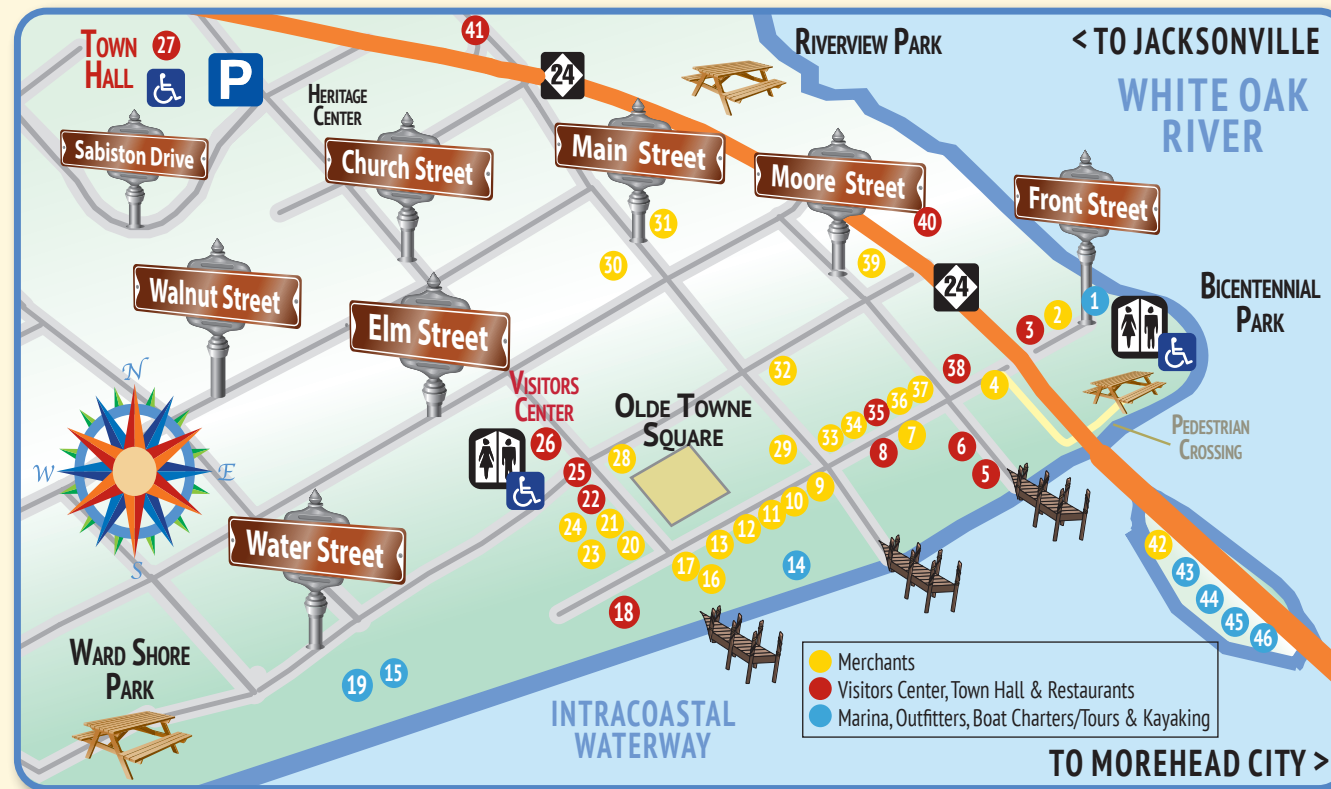 TOWN
HALL
27
P
HERITAGE
CENTER
41
24
RIVERVIEW PARK
< TO JACKSONVILLE
WHITE OAK
RIVER
Sabiston Drive
Church Street
Main Street
Moore Street
Front Street
40
31
30
39
24
Walnut Street
Elm Street
1
2
3
BICENTENNIAL
PARK
N
W
E
S
VISITORS
CENTER
26
OLDE TOWNE
SQUARE
32
38
4
37
36
35
34
33
7
8
6
5
PEDESTRIAN
CROSSING
28
29
25
22
24
21
23
20
9
10
11
12
13
17
16
14
18
Water Street
WARD SHORE
PARK
19
15
42
43
44
45
46
INTRACOASTAL
WATERWAY
Merchants
Visitors Center, Town Hall & Restaurants
Marina, Outfitters, Boat Charters/Tours & Kayaking
TO MOREHEAD CITY >